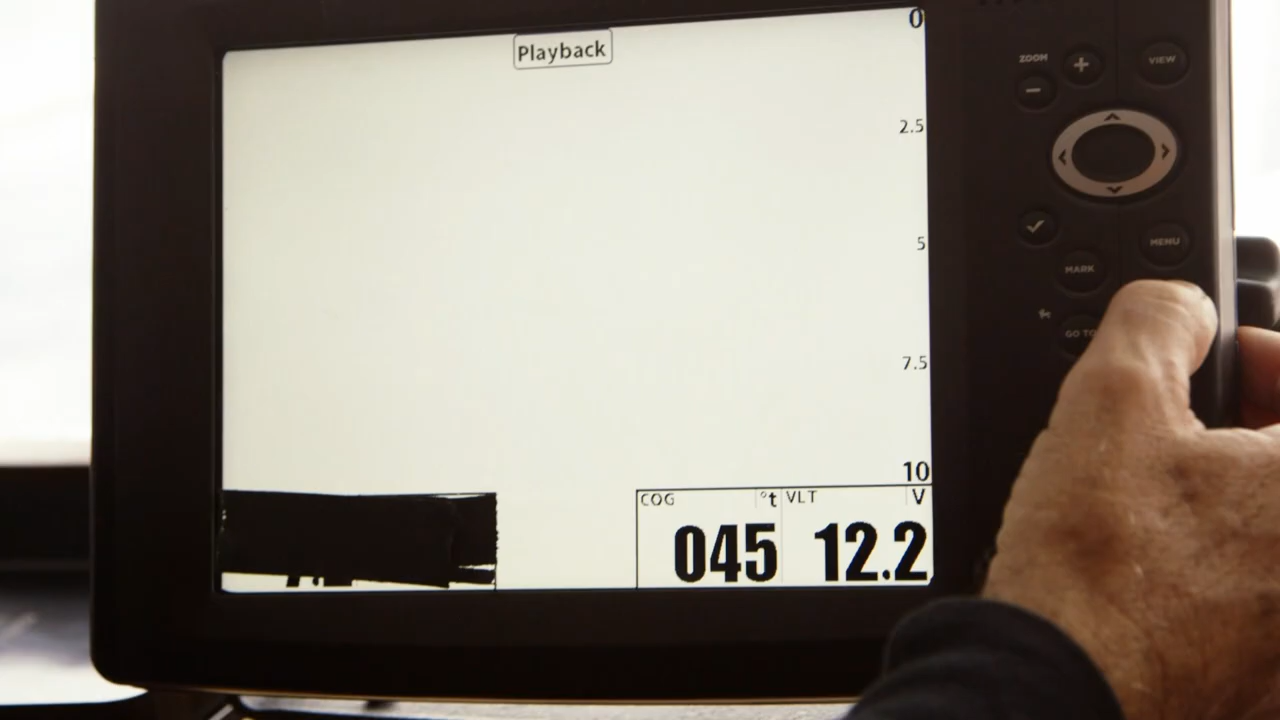 Playback
0
2.5
5
7.5
10
COG °t VLT V
045 12.2
ZOOM + VIEW
-
MENU
MARK
GO TO